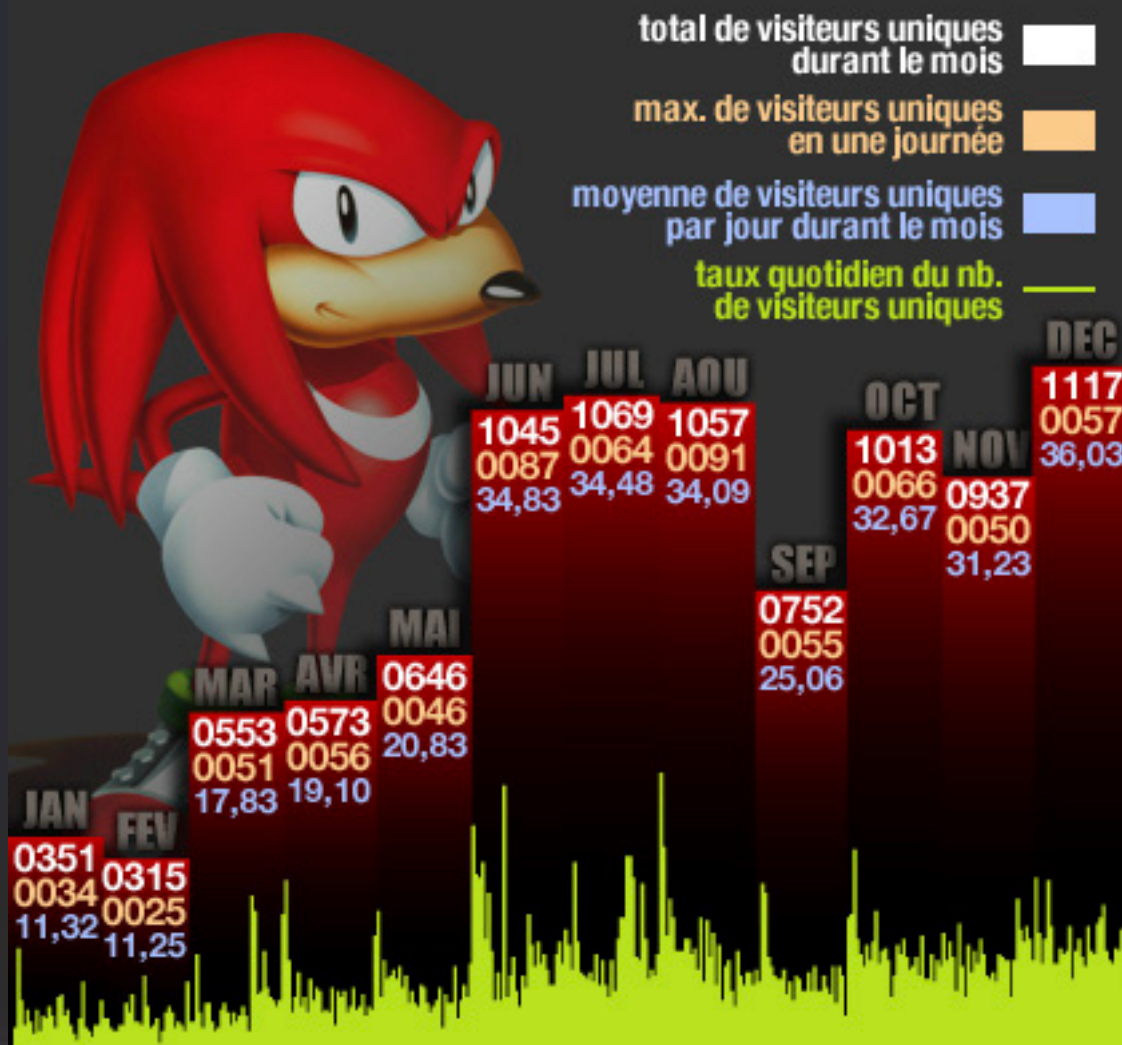 total de visiteurs uniques
durant le mois
max. de visiteurs uniques
en une journée
moyenne de visiteurs uniques
par jour durant le mois
taux quotidien du nb.
de visiteurs uniques
JAN
0351
0034
11,32
FEV
0315
0025
11,25
MAR
0553
0051
17,83
AVR
0573
0056
19,10
MAI
0646
0046
20,83
JUN
1045
0087
34,83
JUL
1069
0064
34,48
AOU
1057
0091
34,09
SEP
0752
0055
25,06
OCT
1013
0066
32,67
NOV
0937
0050
31,23
DEC
1117
0057
36,03